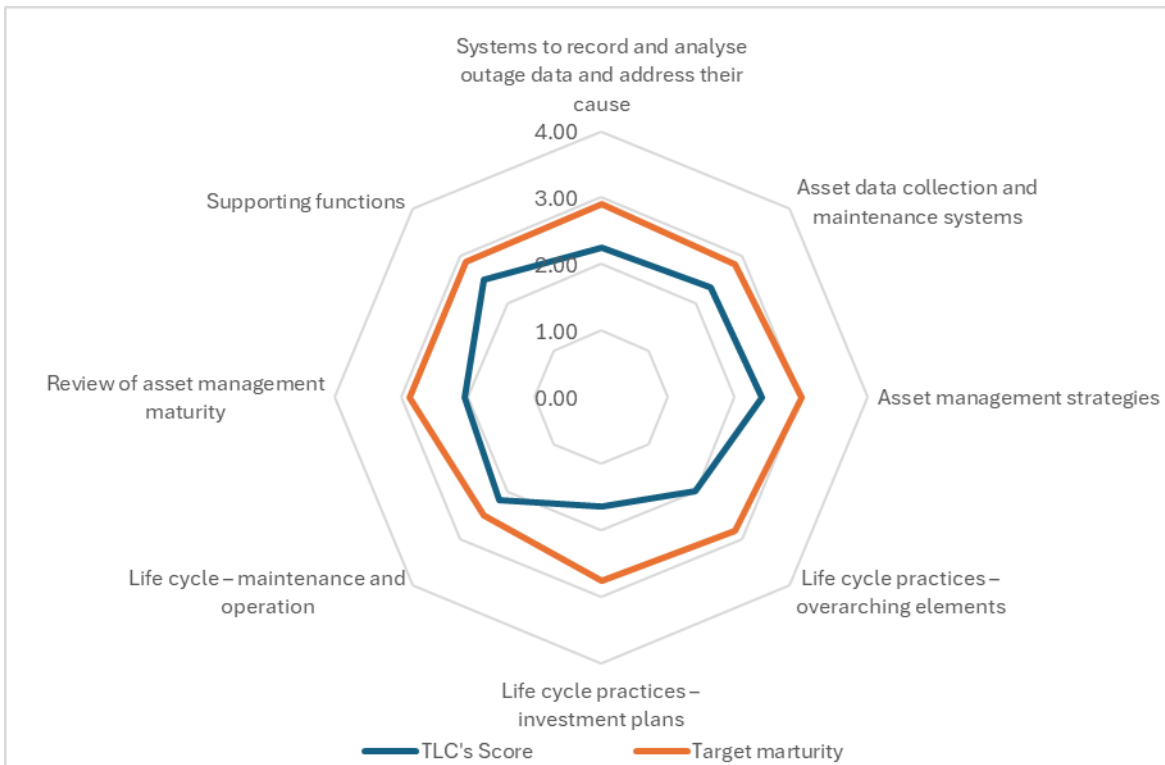 Systems to record and analyse
outage data and address their
cause
4.00
3.00
2.00
1.00
0.00
Asset data collection and
maintenance systems
Asset management strategies
Life cycle practices –
overarching elements
Life cycle practices –
investment plans
Life cycle – maintenance and
operation
Review of asset management
maturity
Supporting functions
TLC's Score
Target marturity